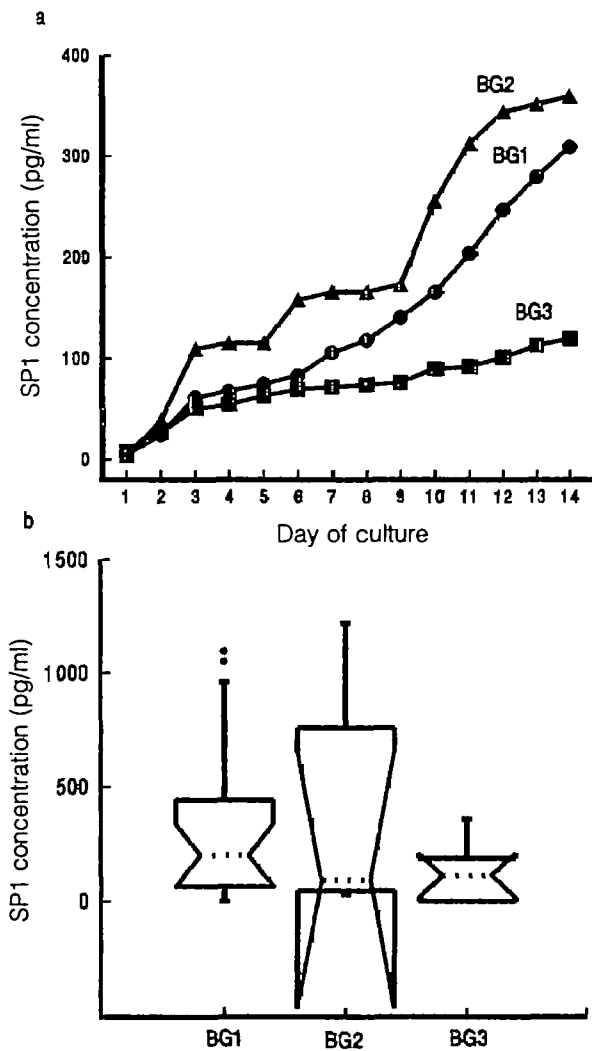 a
400
BG2
300
BG1
SP1 concentration (pg/ml)
200
BG3
100
0
1 2 3 4 5 6 7 8 9 10 11 12 13 14
Day of culture
b
1500
1000
SP1 concentration (pg/ml)
500
0
BG1 BG2 BG3